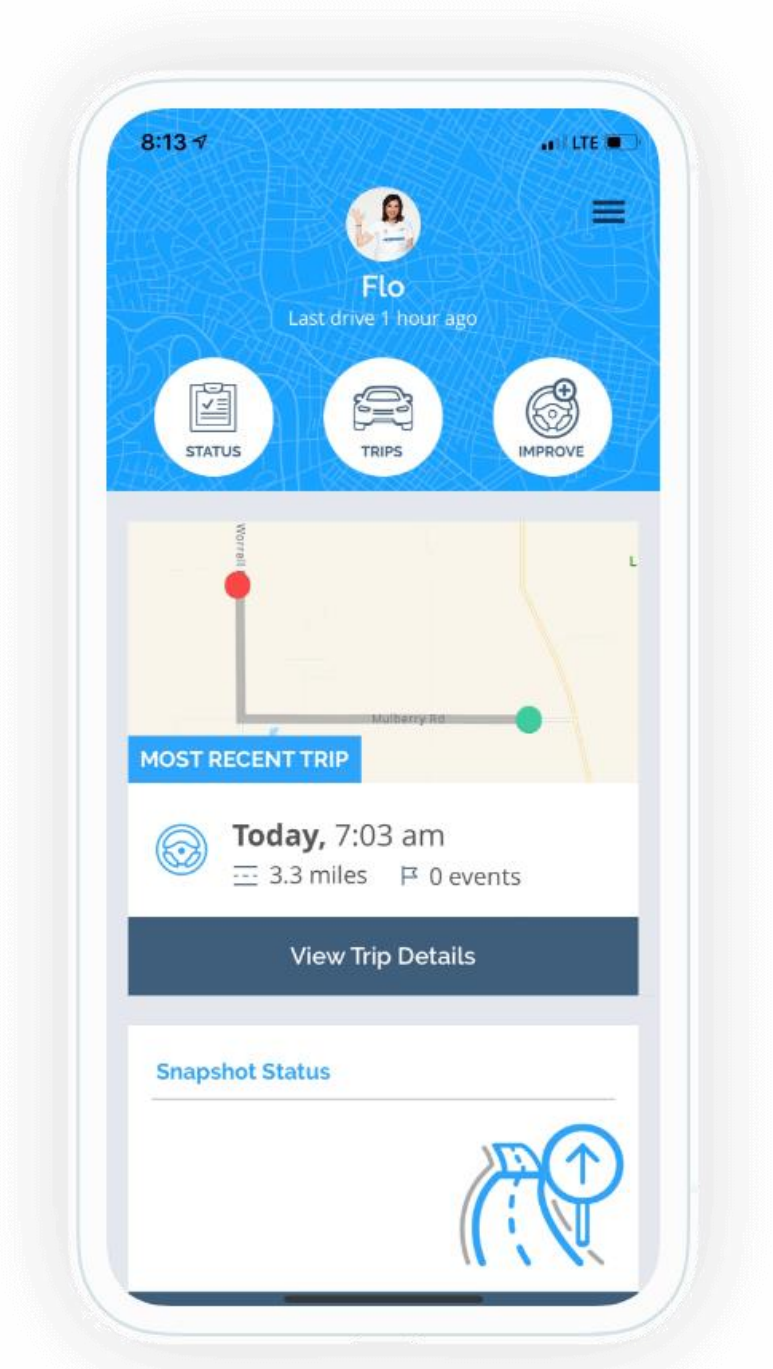 8:13
LTE
Flo
Last drive 1 hour ago
STATUS
TRIPS
IMPROVE
Worrell
L
Mulberry Rd
MOST RECENT TRIP
Today, 7:03 am
3.3 miles
0 events
View Trip Details
Snapshot Status